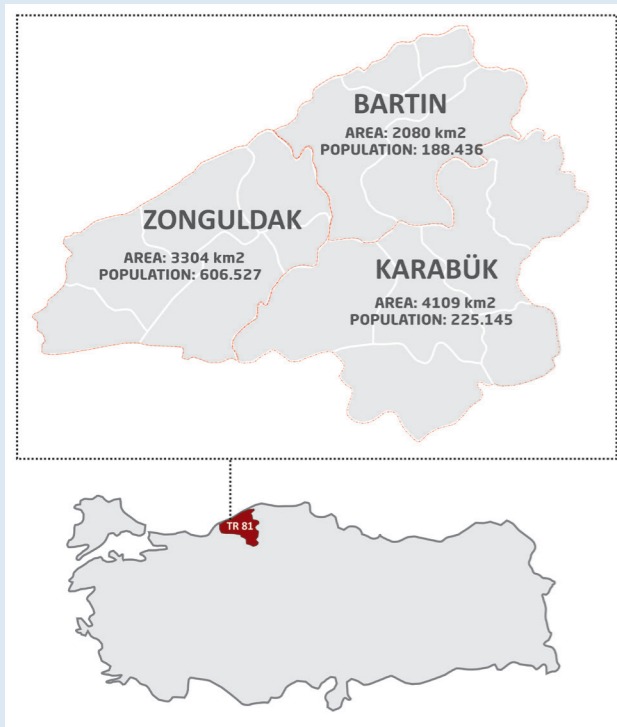 BARTIN
AREA: 2080 km2
POPULATION: 188.436
ZONGULDAK
AREA: 3304 km2
POPULATION: 606.527
KARABÜK
AREA: 4109 km2
POPULATION: 225.145
TR 81